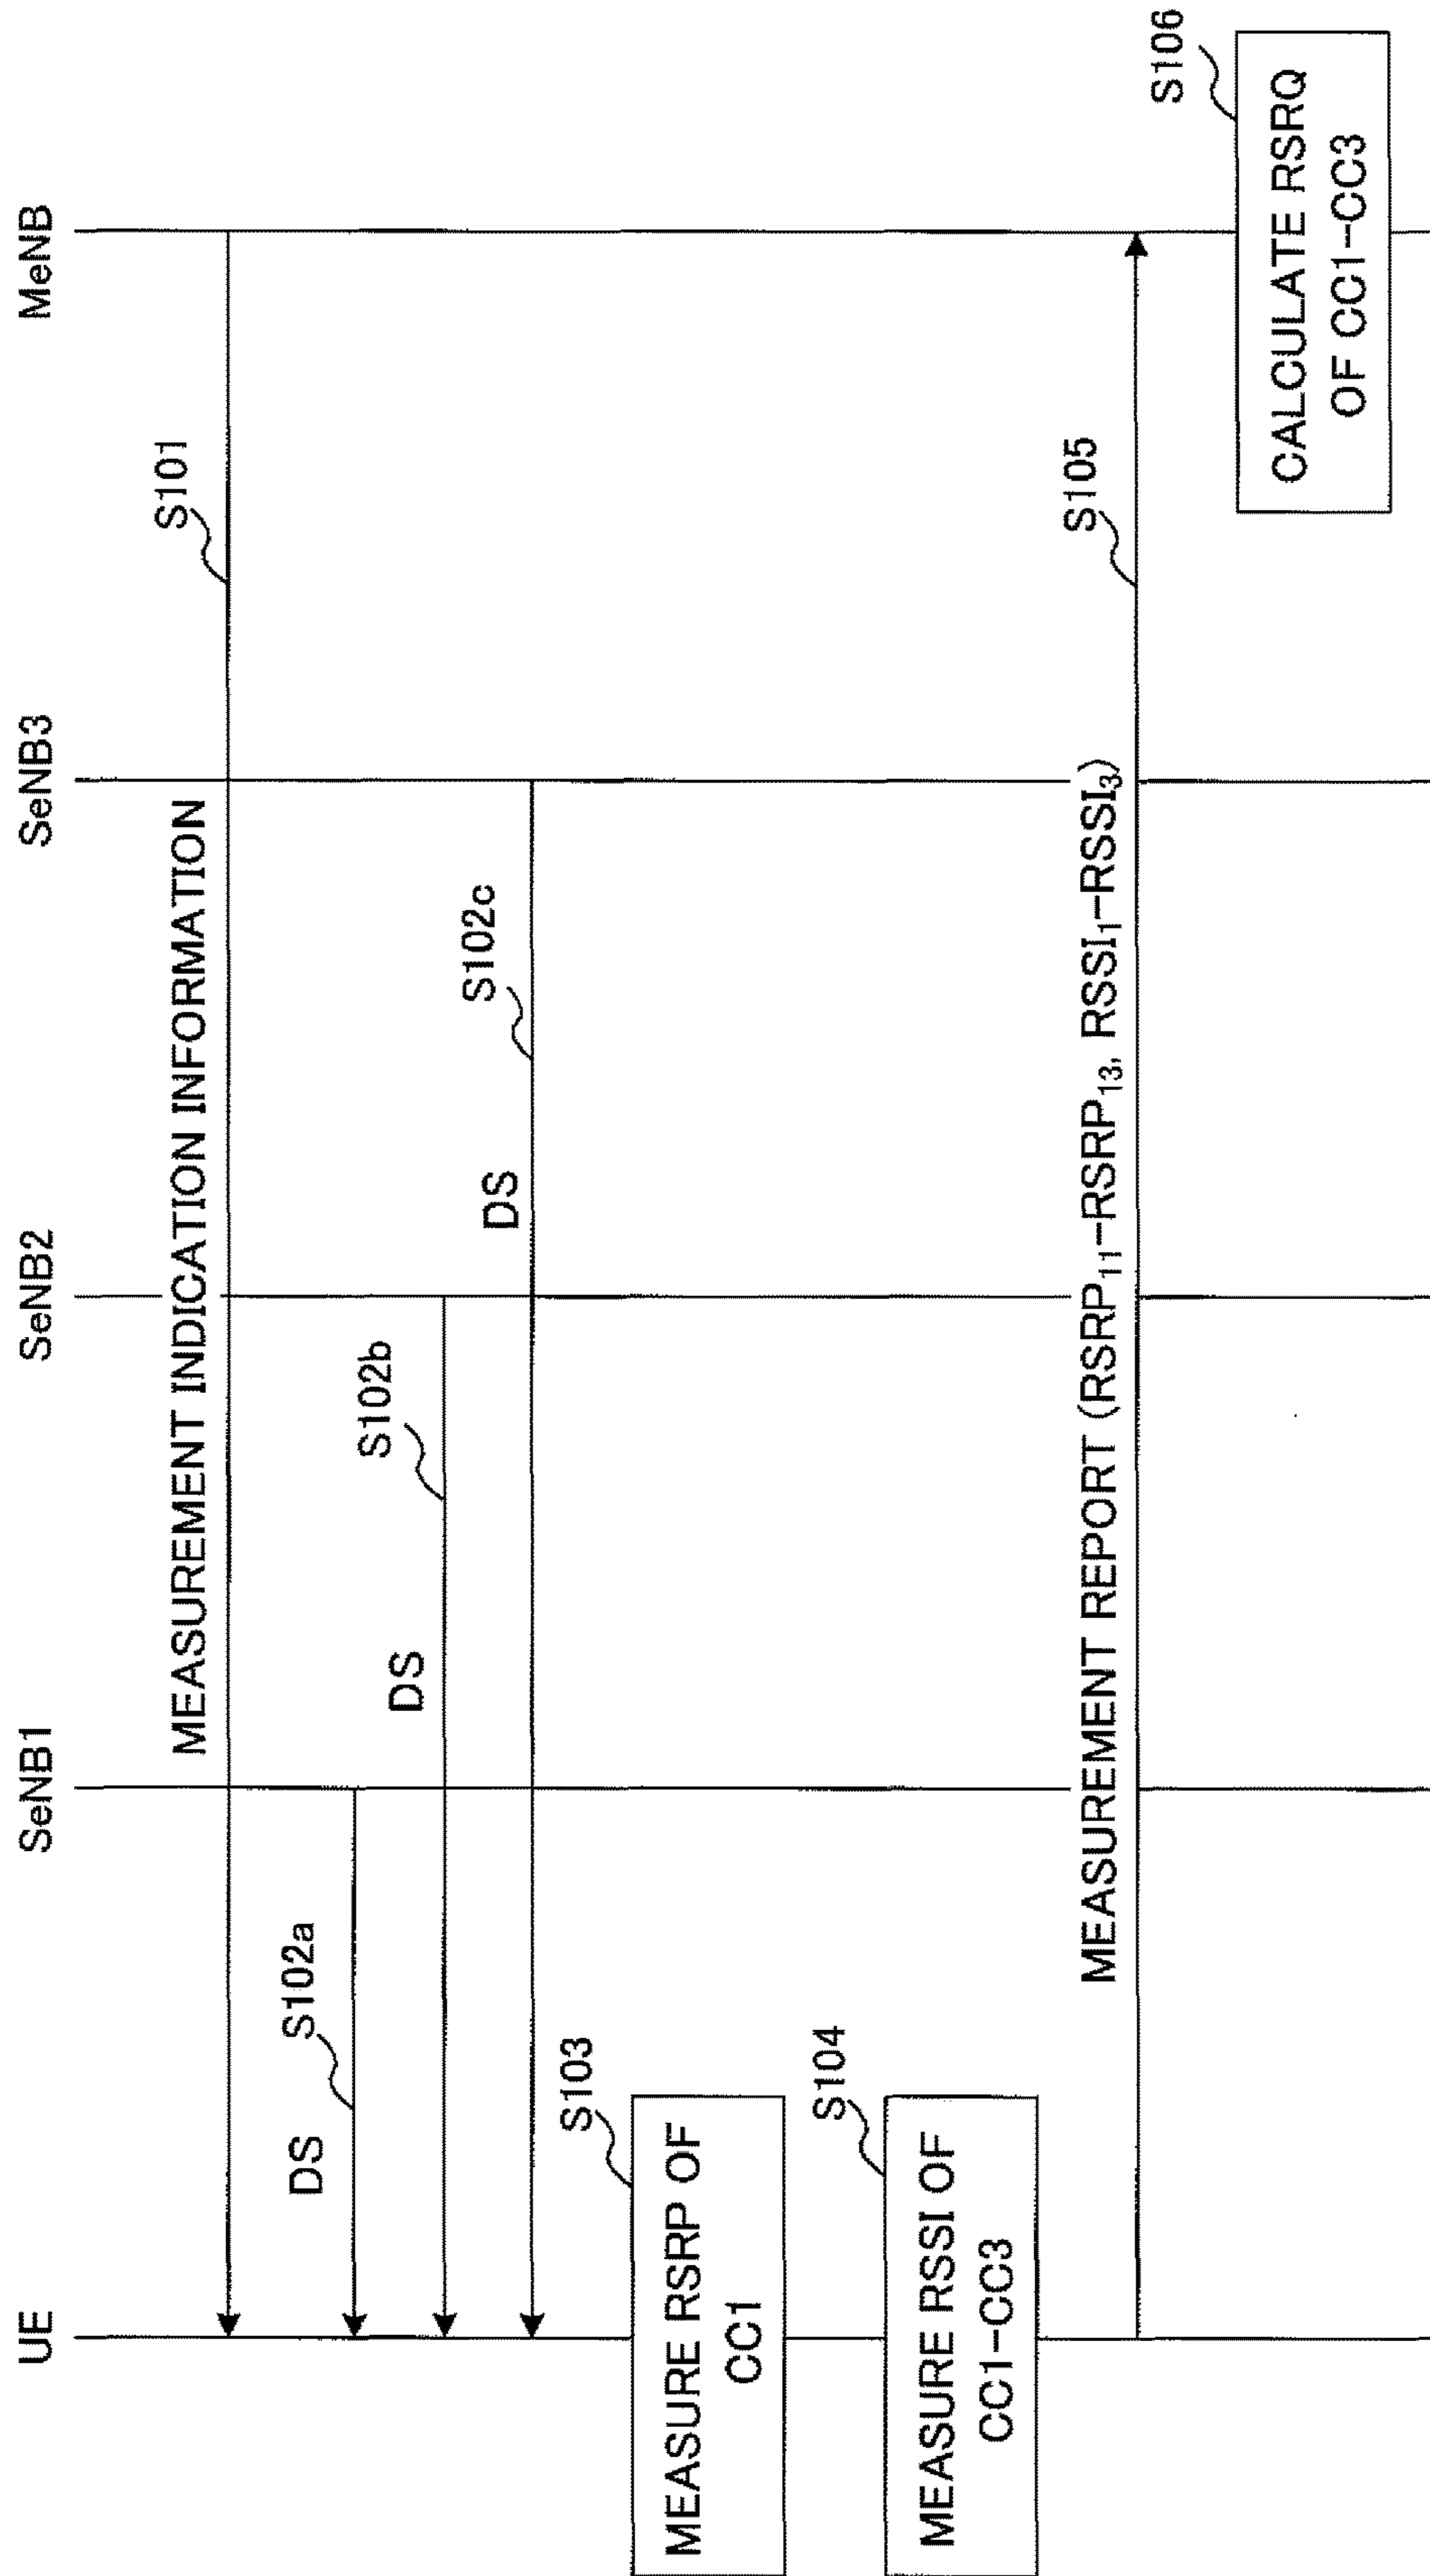 UE
SeNB1
SeNB2
SeNB3
MeNB
S101
MEASUREMENT INDICATION INFORMATION
S102a
DS
S102b
DS
S102c
DS
S103
MEASURE RSRP OF
CC1
S104
MEASURE RSSI OF
CC1-CC3
S105
MEASUREMENT REPORT (RSRP₁₁-RSRP₁₃, RSSI₁-RSSI₃)
S106
CALCULATE RSRQ
OF CC1-CC3